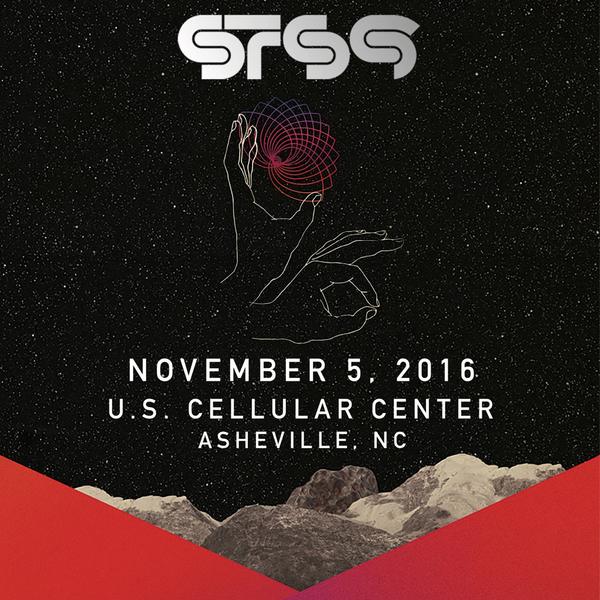 STS9
NOVEMBER 5, 2016
U.S. CELLULAR CENTER
ASHEVILLE, NC